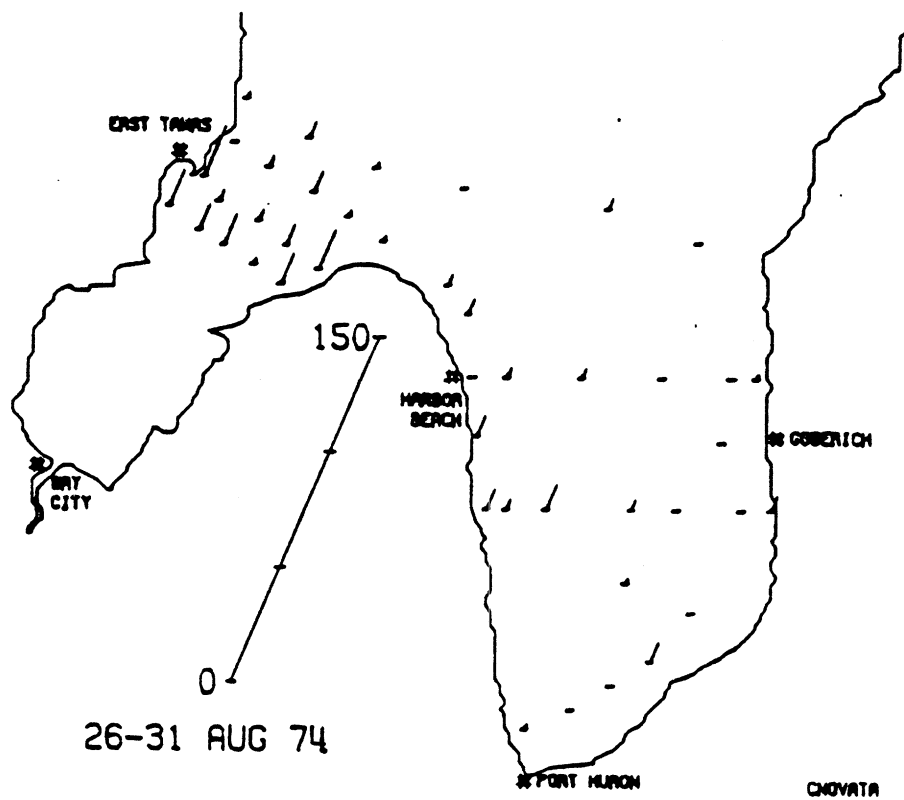 EAST TAWAS
150
HARBOR
BEACH
GODERICH
BAY
CITY
0
26-31 AUG 74
PORT HURON
CNOVATA